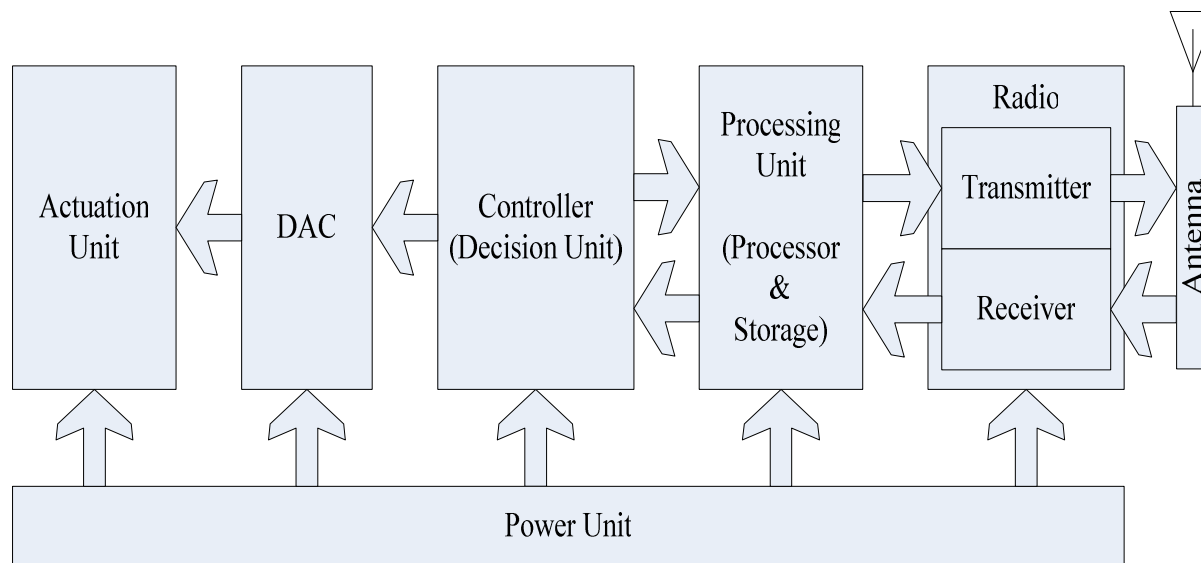 Actuation
Unit
DAC
Controller
(Decision Unit)
Processing
Unit
(Processor
&
Storage)
Radio
Transmitter
Receiver
Antenna
Power Unit